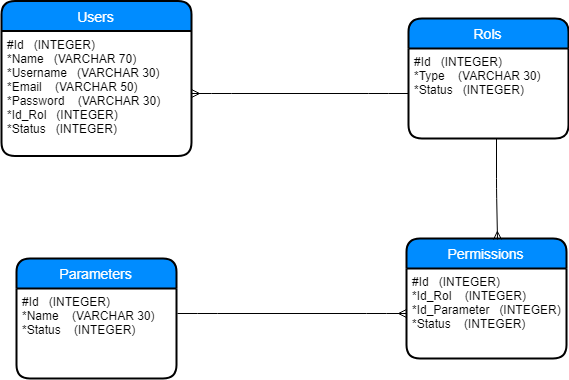 Users
#Id (INTEGER)
*Name (VARCHAR 70)
*Username (VARCHAR 30)
*Email (VARCHAR 50)
*Password (VARCHAR 30)
*Id_Rol (INTEGER)
*Status (INTEGER)
Rols
#Id (INTEGER)
*Type (VARCHAR 30)
*Status (INTEGER)
Parameters
#Id (INTEGER)
*Name (VARCHAR 30)
*Status (INTEGER)
Permissions
#Id (INTEGER)
*Id_Rol (INTEGER)
*Id_Parameter (INTEGER)
*Status (INTEGER)